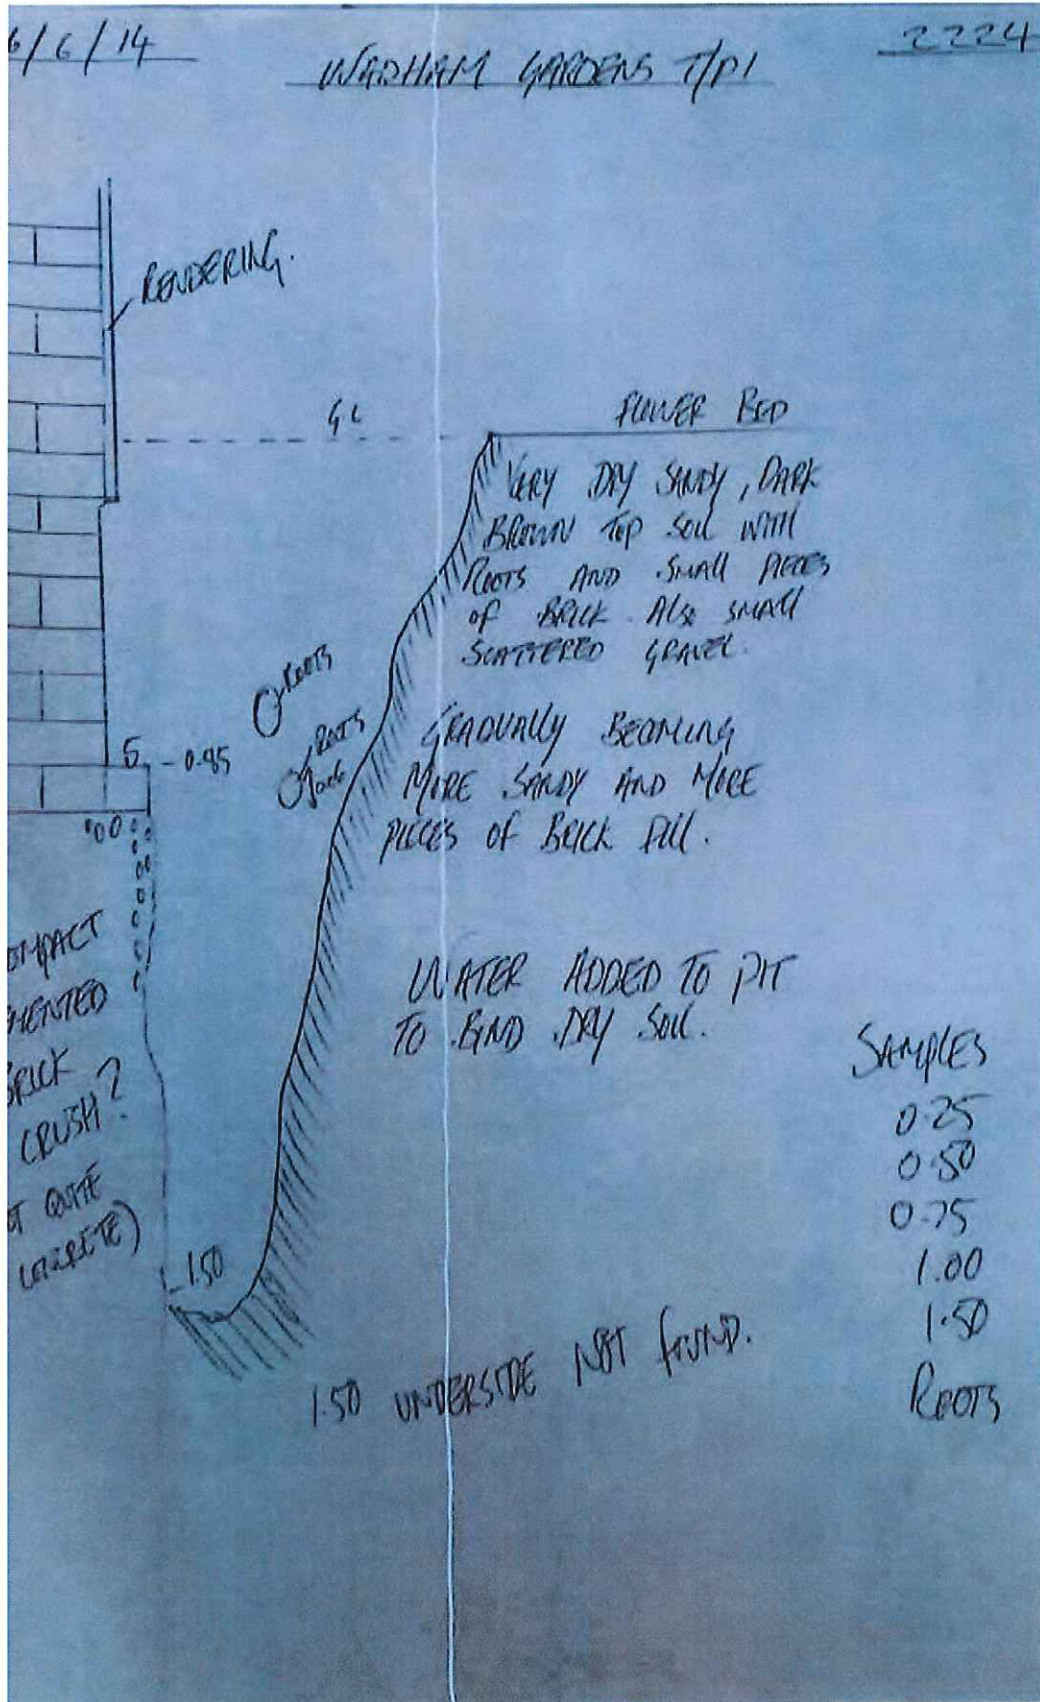 6/6/14
WADHAM GARDENS T/P1
2224
RENDERING.
GL
FLOWER BED
VERY DRY SANDY, DARK
BROWN TOP SOIL WITH
ROOTS AND SMALL PIECES
OF BRICK. ALSO SMALL
SCATTERED GRAVEL.
ROOTS
ROOTS
GRADUALLY BECOMING
MORE SANDY AND MORE
PIECES OF BRICK FILL.
5
0.85
OMPACT
MENTED
BRICK
CRUSH?
T QUITE
CONCRETE)
WATER ADDED TO PIT
TO BIND DRY SOIL.
SAMPLES
0.25
0.50
0.75
1.00
1.50
ROOTS
1.50
1.50 UNDERSIDE NOT FOUND.